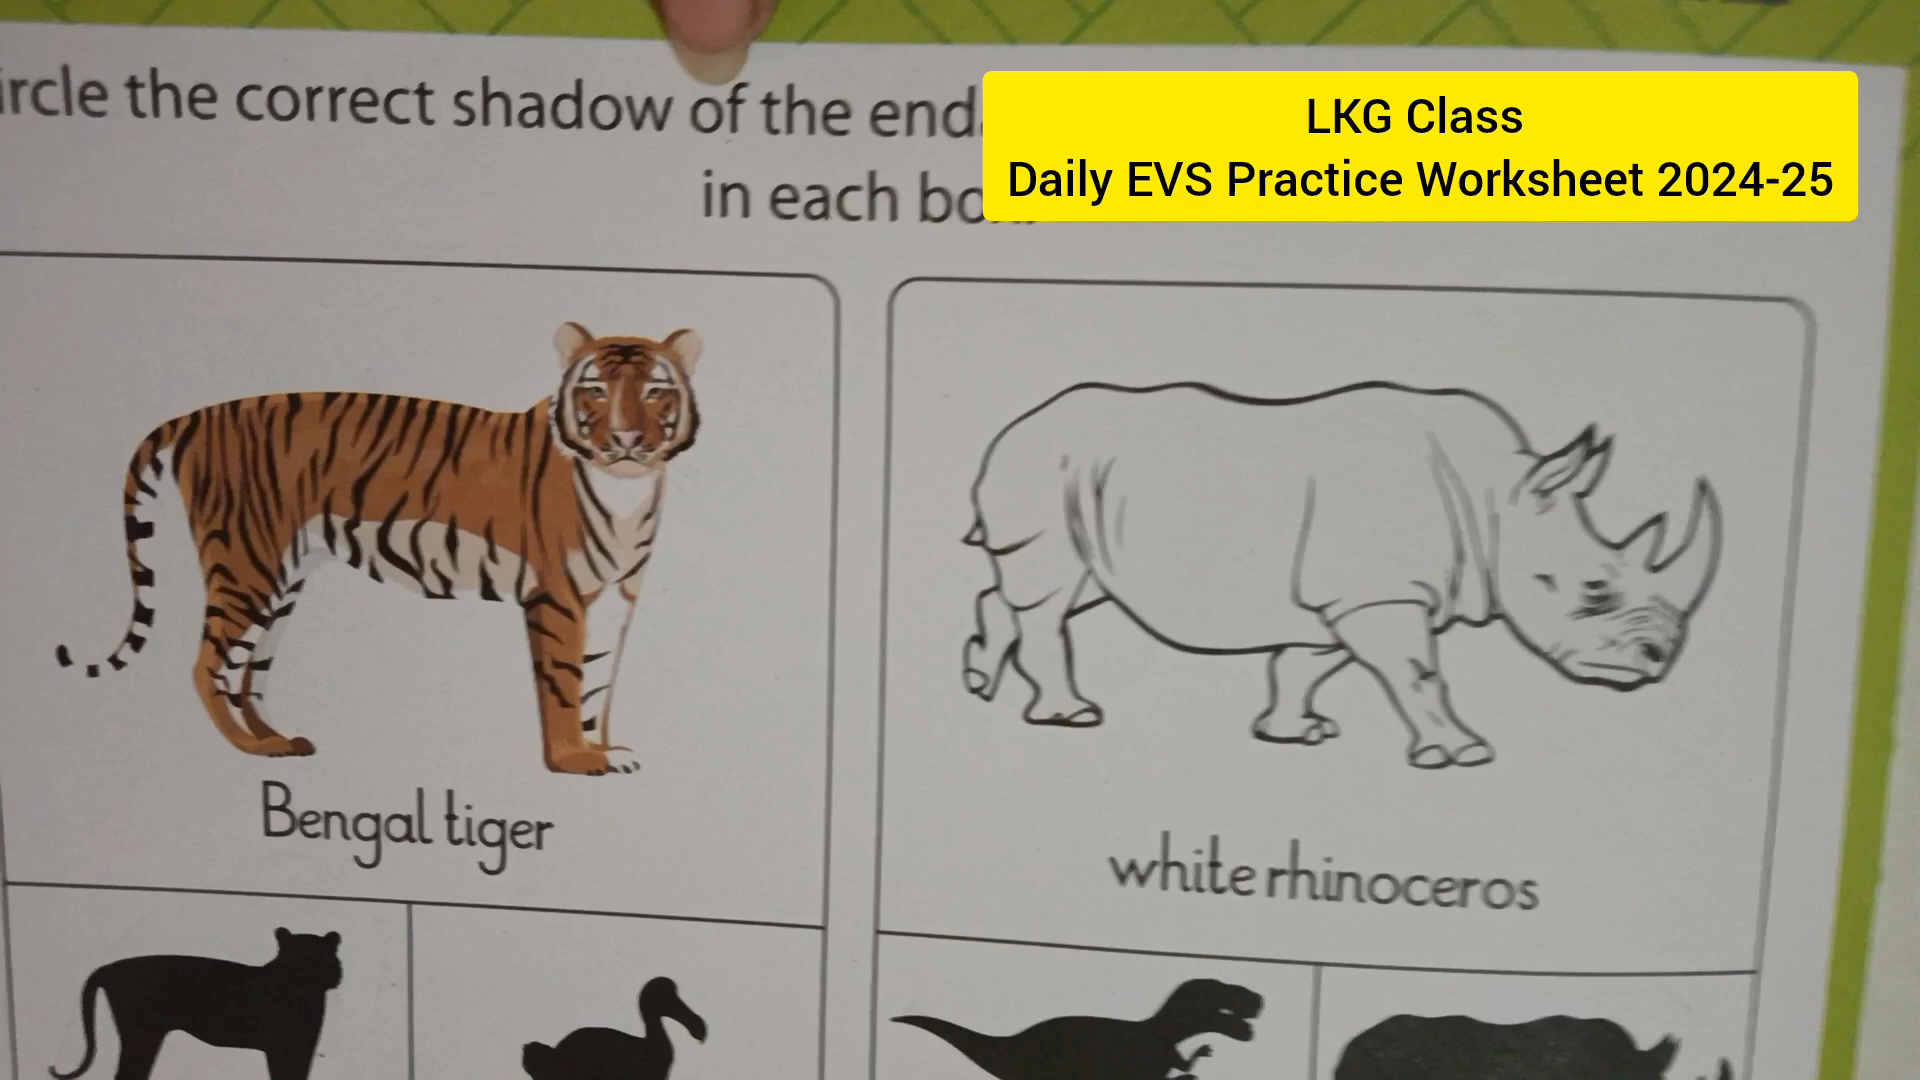 ircle the correct shadow of the end
in each bo
LKG Class
Daily EVS Practice Worksheet 2024-25
Bengal tiger
white rhinoceros